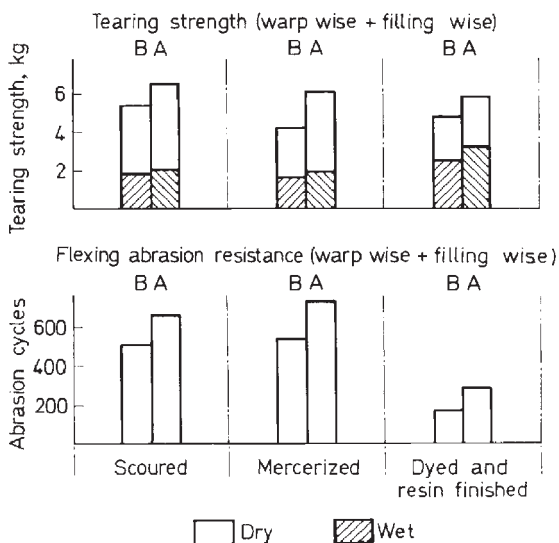 Tearing strength (warp wise + filling wise)
B A B A B A
Tearing strength, kg
6
4
2
Flexing abrasion resistance (warp wise + filling wise)
B A B A B A
Abrasion cycles
600
400
200
Scoured Mercerized Dyed and
resin finished
Dry Wet